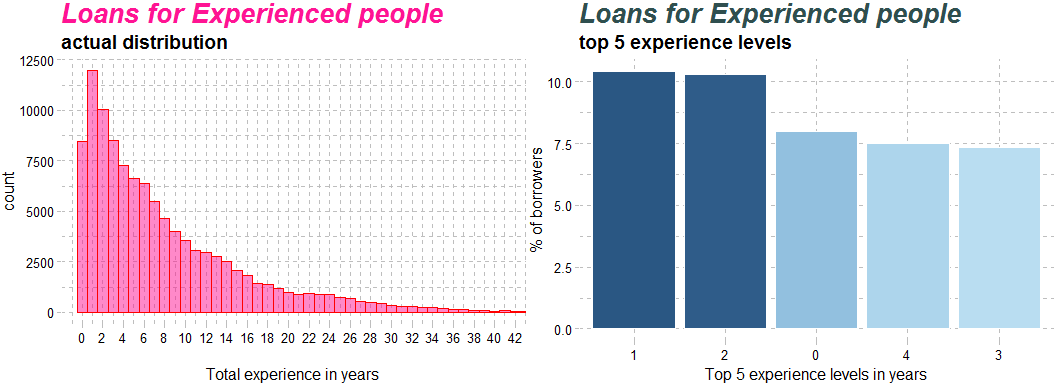 Loans for Experienced people
actual distribution
12500
10000
7500
5000
2500
0
count
0 2 4 6 8 10 12 14 16 18 20 22 24 26 28 30 32 34 36 38 40 42
Total experience in years
Loans for Experienced people
top 5 experience levels
10.0
7.5
5.0
2.5
0.0
% of borrowers
1 2 0 4 3
Top 5 experience levels in years